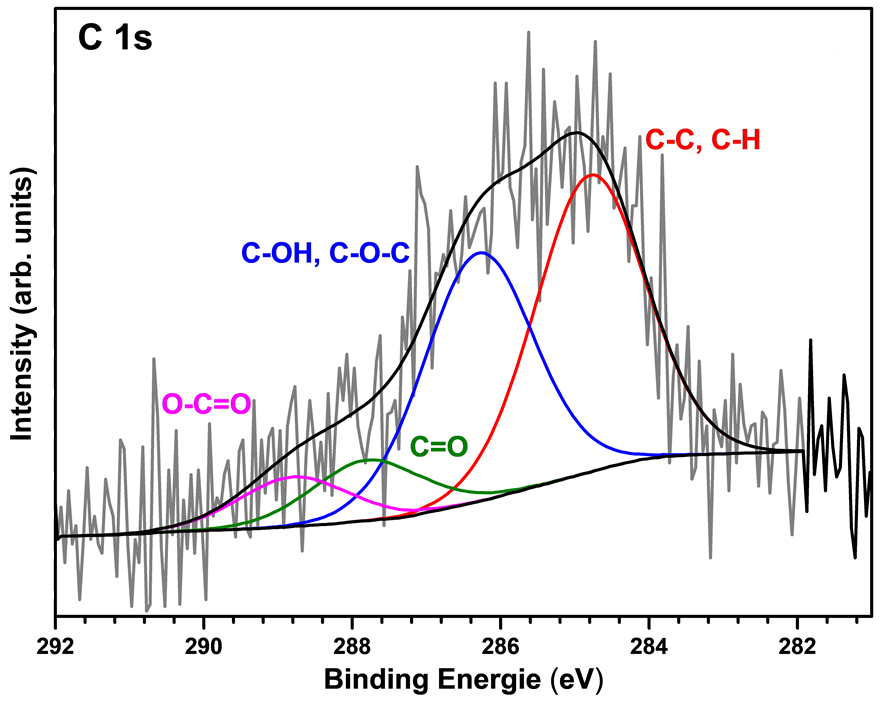 C 1s
C-C, C-H
C-OH, C-O-C
O-C=O
C=O
Intensity (arb. units)
292 290 288 286 284 282
Binding Energie (eV)